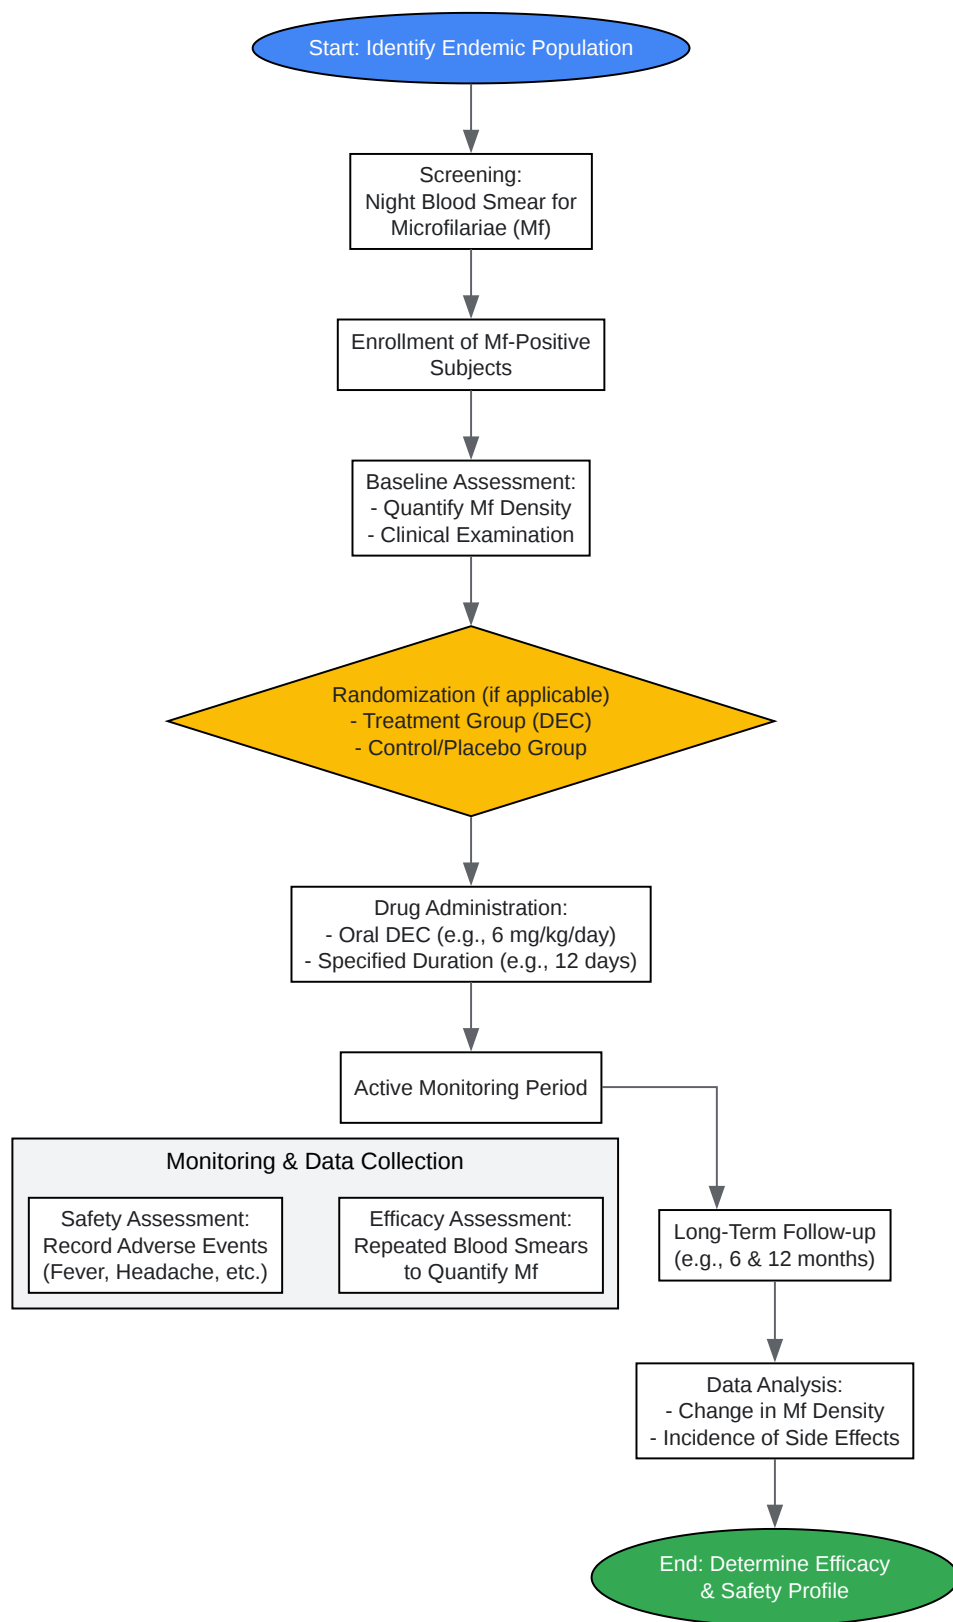 Start: Identify Endemic Population
Screening:
Night Blood Smear for
Microfilariae (Mf)
Enrollment of Mf-Positive
Subjects
Baseline Assessment:
- Quantify Mf Density
- Clinical Examination
Randomization (if applicable)
- Treatment Group (DEC)
- Control/Placebo Group
Drug Administration:
- Oral DEC (e.g., 6 mg/kg/day)
- Specified Duration (e.g., 12 days)
Active Monitoring Period
Monitoring & Data Collection
Safety Assessment:
Record Adverse Events
(Fever, Headache, etc.)
Efficacy Assessment:
Repeated Blood Smears
to Quantify Mf
Long-Term Follow-up
(e.g., 6 & 12 months)
Data Analysis:
- Change in Mf Density
- Incidence of Side Effects
End: Determine Efficacy
& Safety Profile